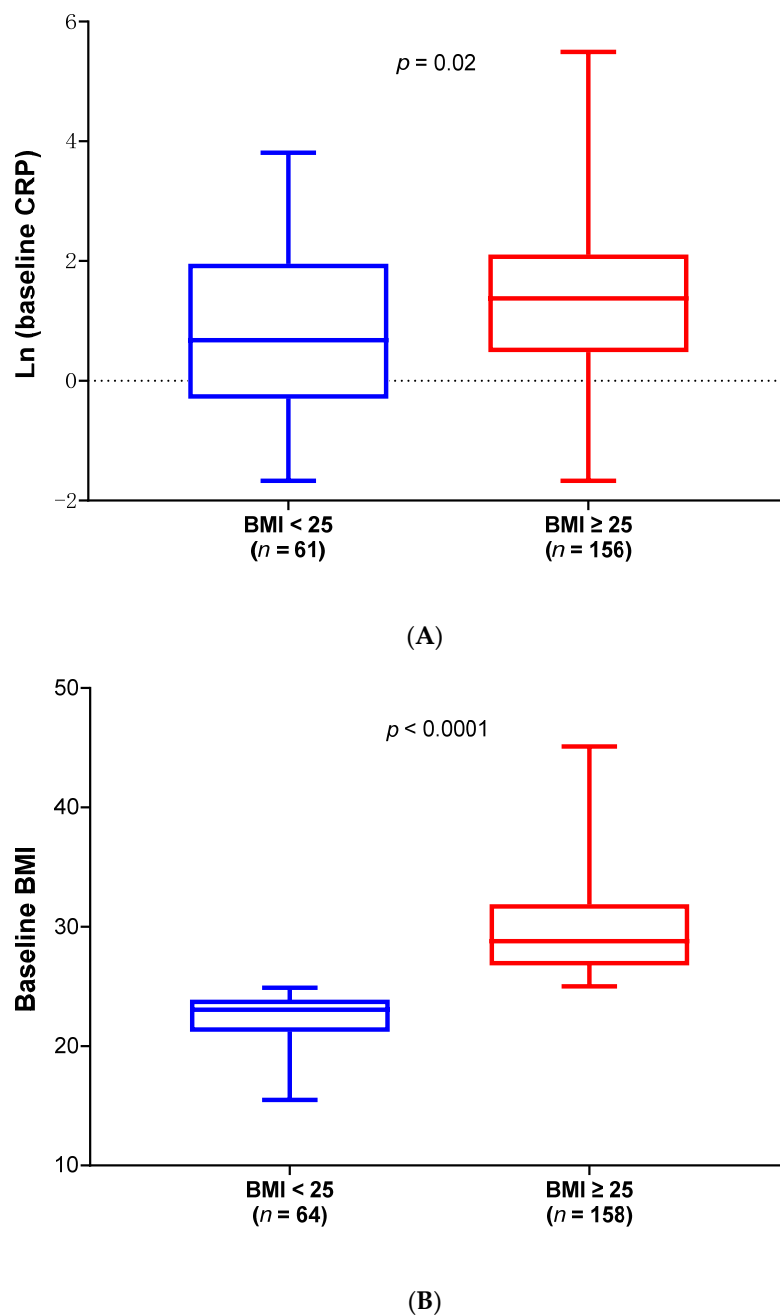 6
p = 0.02
4
Ln (baseline CRP)
2
0
−2
BMI < 25
(n = 61)
BMI ≥ 25
(n = 156)
(A)
50
p < 0.0001
40
Baseline BMI
30
20
10
BMI < 25
(n = 64)
BMI ≥ 25
(n = 158)
(B)